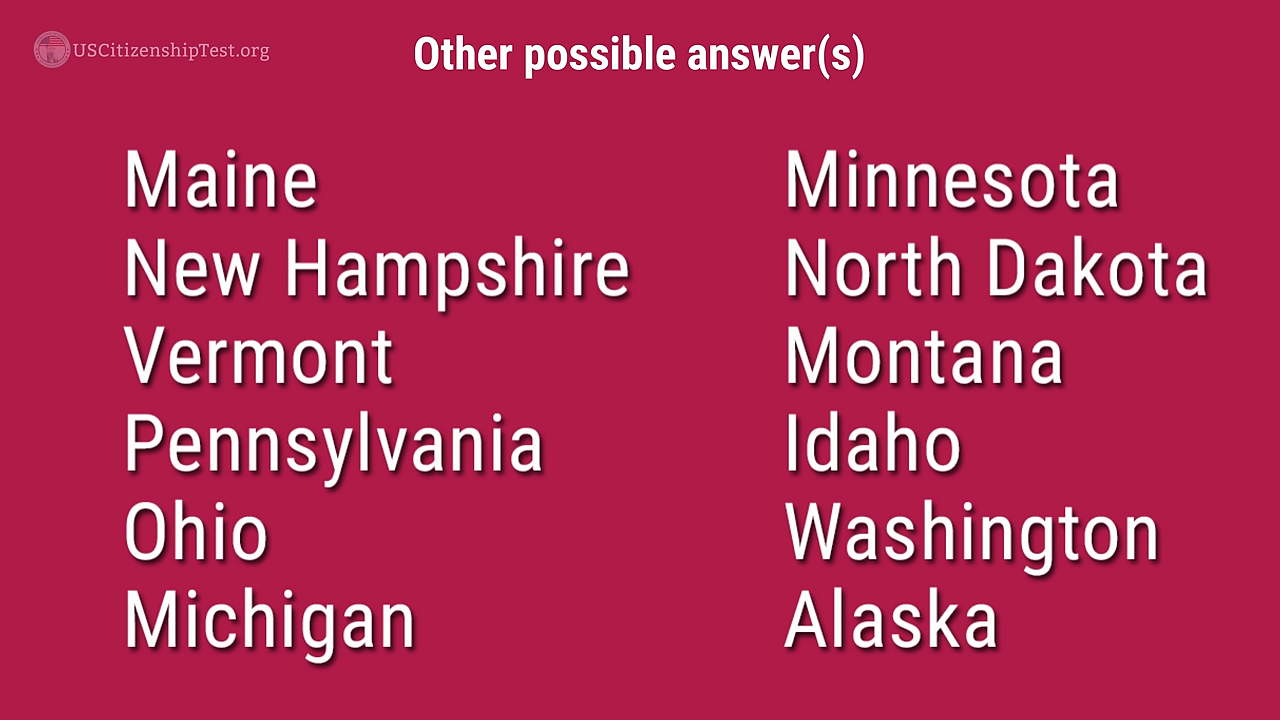 USCitizenshipTest.org
Other possible answer(s)
Maine
New Hampshire
Vermont
Pennsylvania
Ohio
Michigan
Minnesota
North Dakota
Montana
Idaho
Washington
Alaska